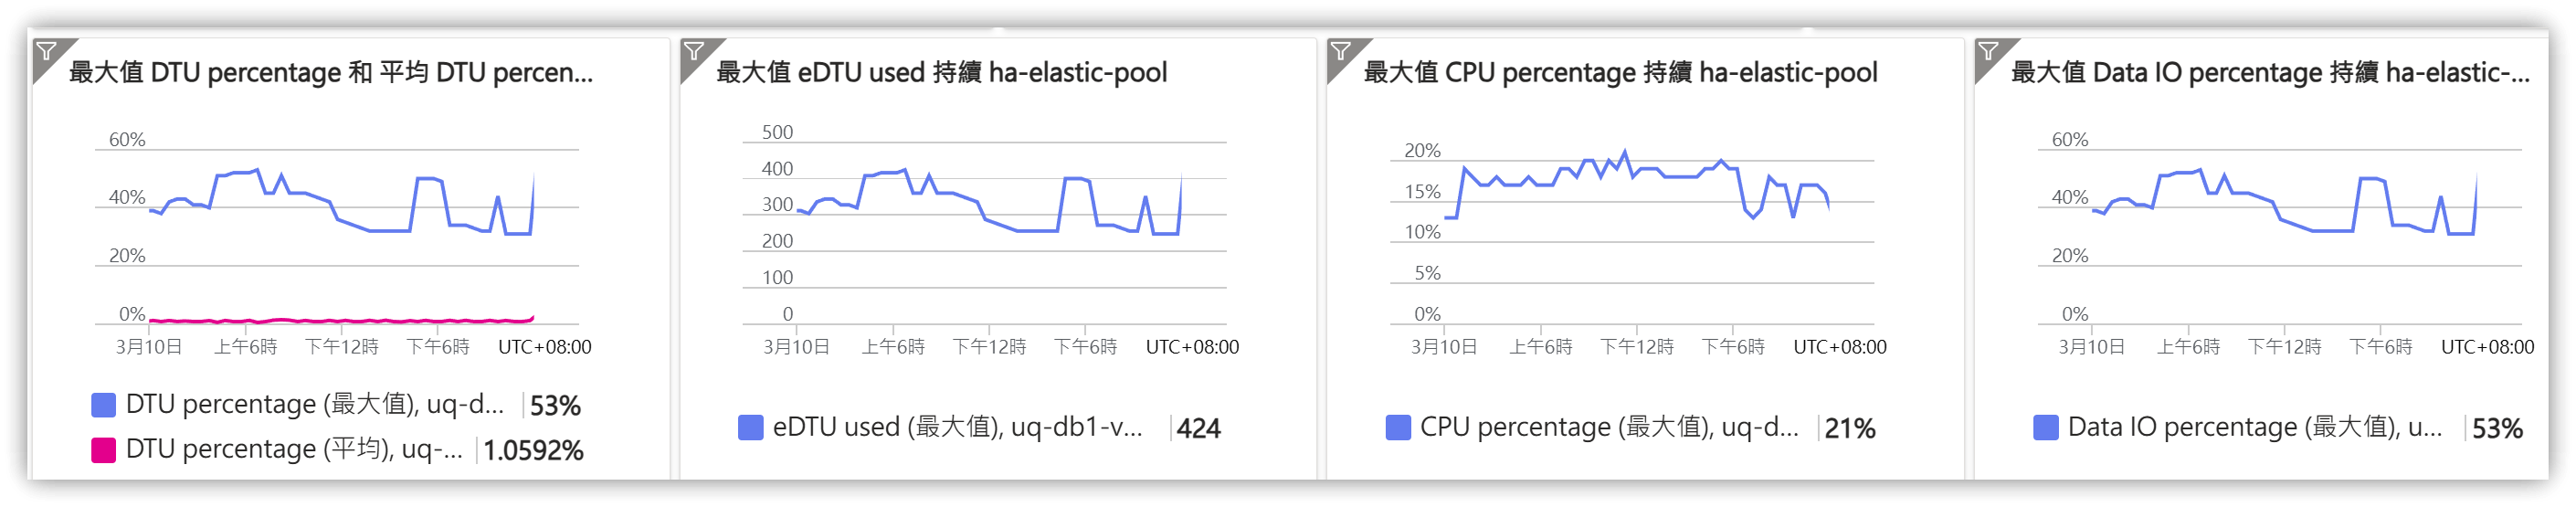 最大值 DTU percentage 和 平均 DTU percen...
60%
40%
20%
0%
3月10日 上午6時 下午12時 下午6時 UTC+08:00
DTU percentage (最大值), uq-d... 53%
DTU percentage (平均), uq-... 1.0592%
最大值 eDTU used 持續 ha-elastic-pool
500
400
300
200
100
0
3月10日 上午6時 下午12時 下午6時 UTC+08:00
eDTU used (最大值), uq-db1-v... 424
最大值 CPU percentage 持續 ha-elastic-pool
20%
15%
10%
5%
0%
3月10日 上午6時 下午12時 下午6時 UTC+08:00
CPU percentage (最大值), uq-d... 21%
最大值 Data IO percentage 持續 ha-elastic-...
60%
40%
20%
0%
3月10日 上午6時 下午12時 下午6時 UTC+08:00
Data IO percentage (最大值), u... 53%